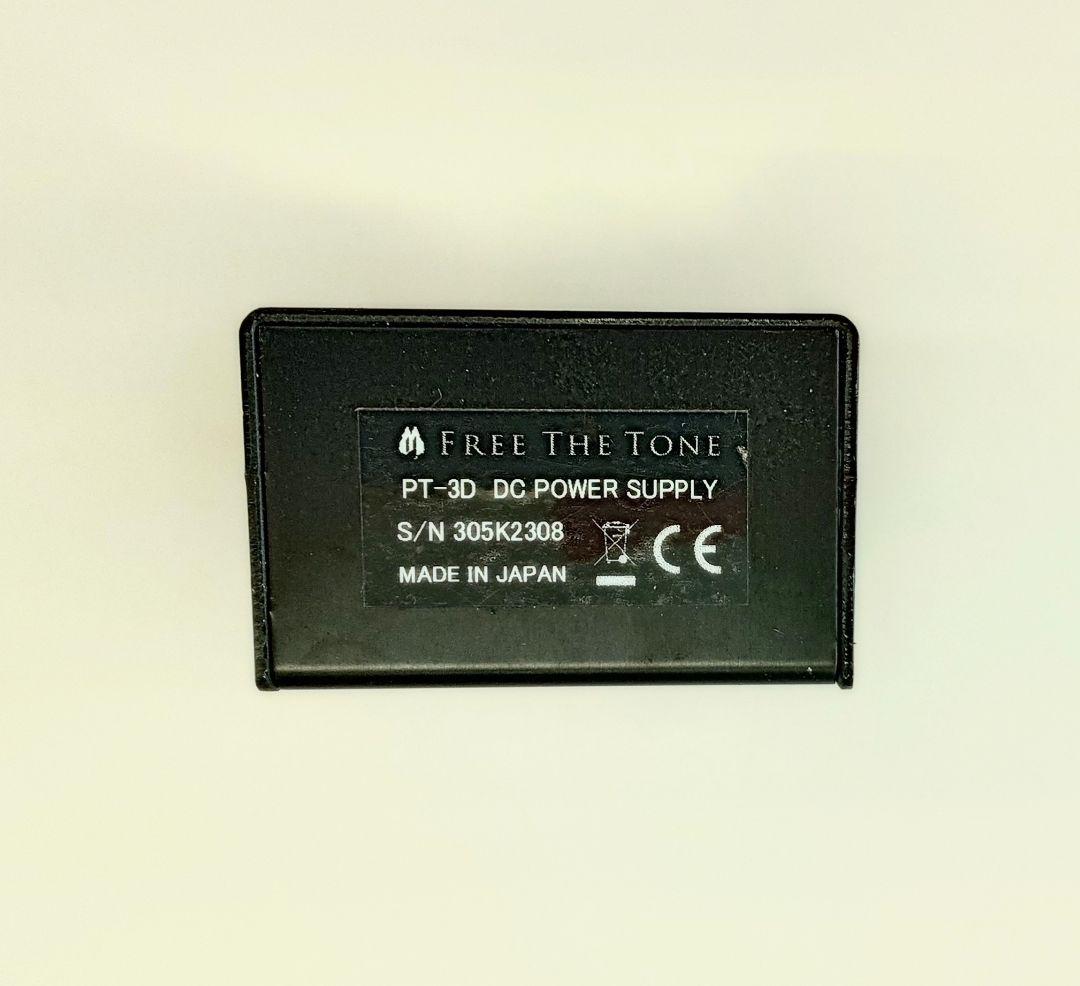 FREE THE TONE
PT-3D DC POWER SUPPLY
S/N 305K2308
MADE IN JAPAN
CE